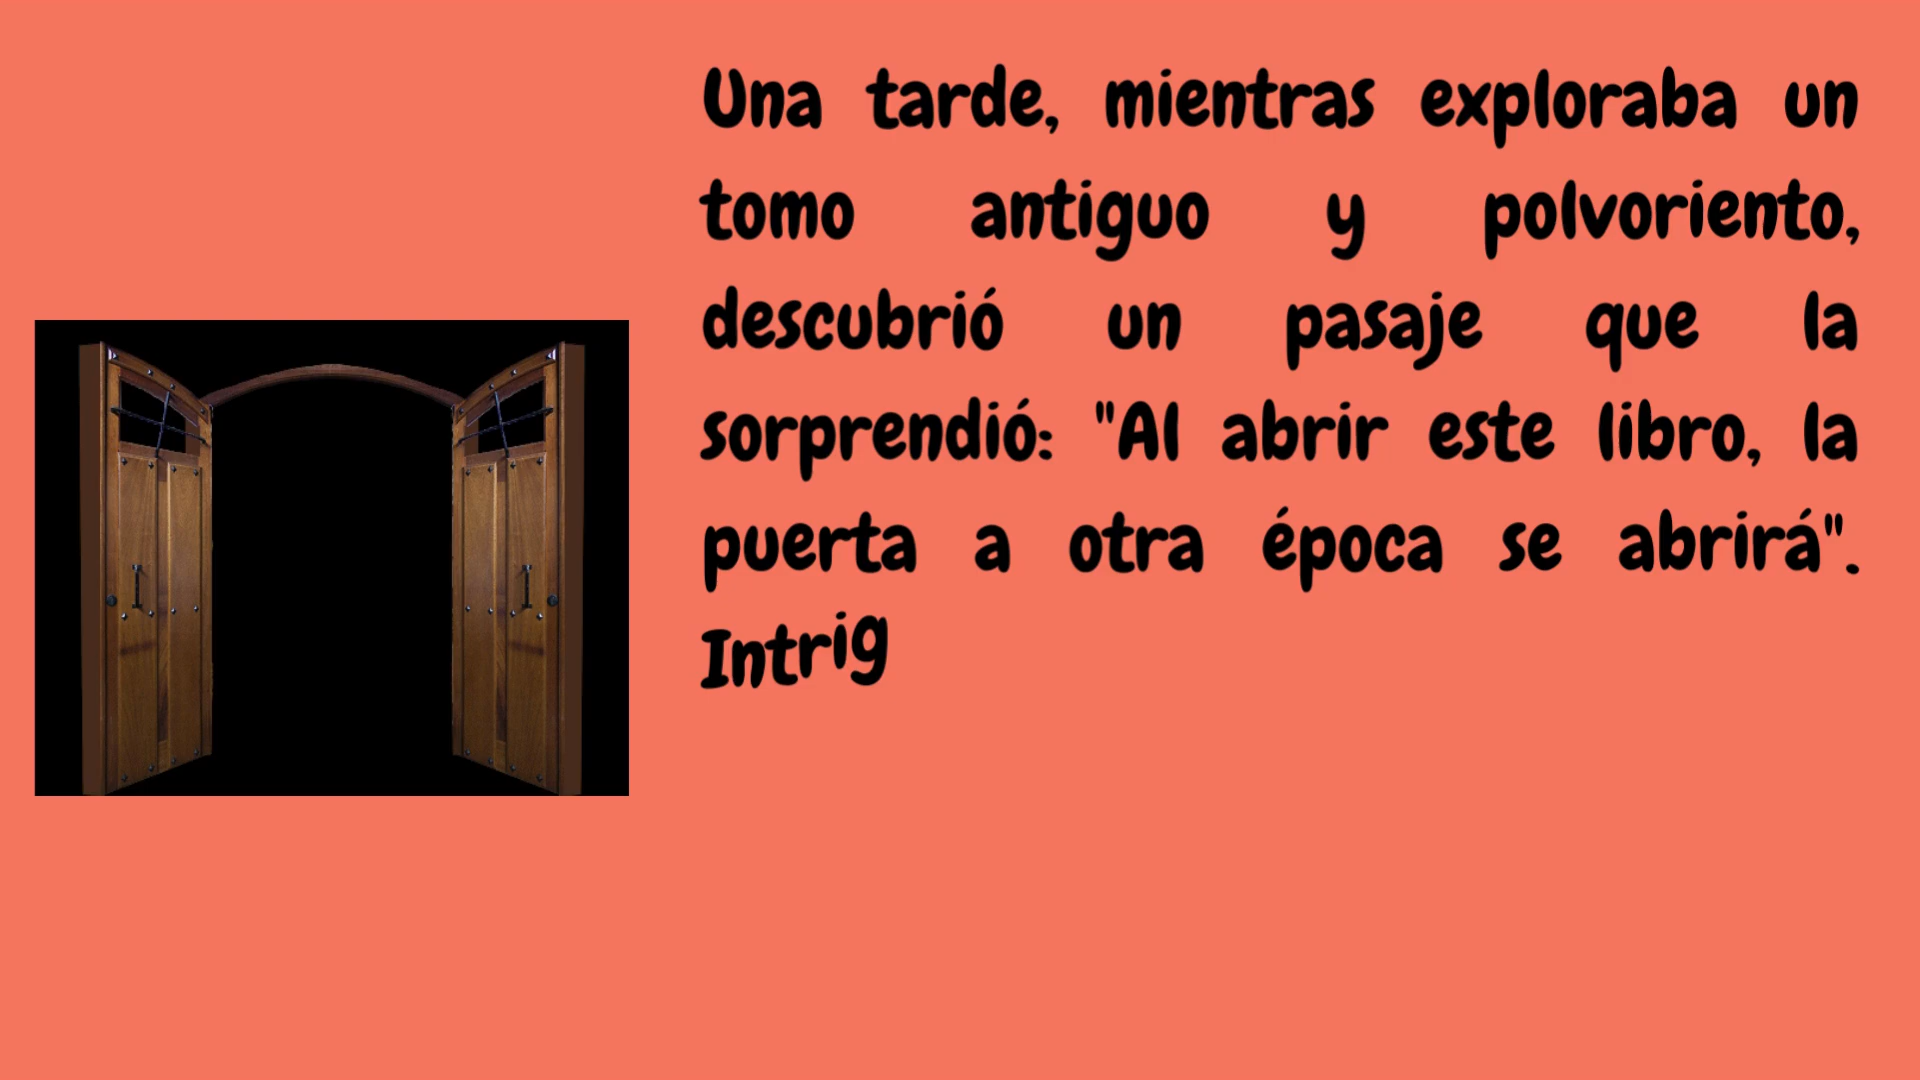 Una tarde, mientras exploraba un
tomo antiguo y polvoriento,
descubrió un pasaje que la
sorprendió: "Al abrir este libro, la
puerta a otra época se abrirá".
Intrig